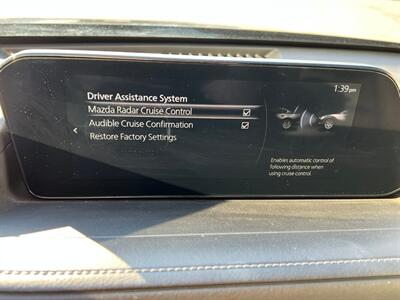 1:39pm
Driver Assistance System
Mazda Radar Cruise Control
Audible Cruise Confirmation
Restore Factory Settings
Enables automatic control of
following distance when
using cruise control.